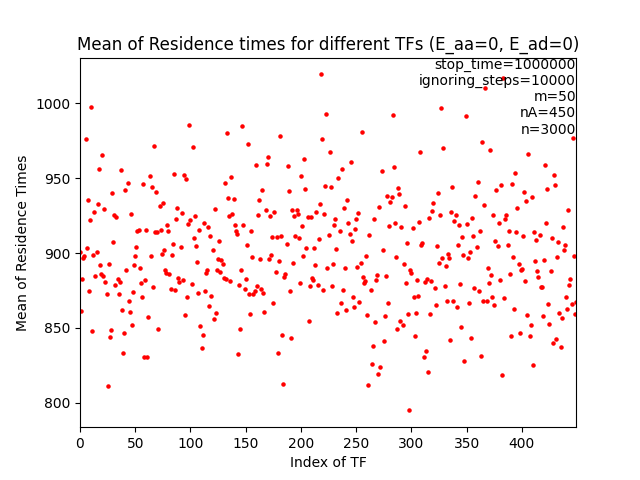 Mean of Residence times for different TFs (E_aa=0, E_ad=0)
stop_time=1000000
ignoring_steps=10000
m=50
nA=450
n=3000
1000
950
900
850
800
Mean of Residence Times
0 50 100 150 200 250 300 350 400
Index of TF